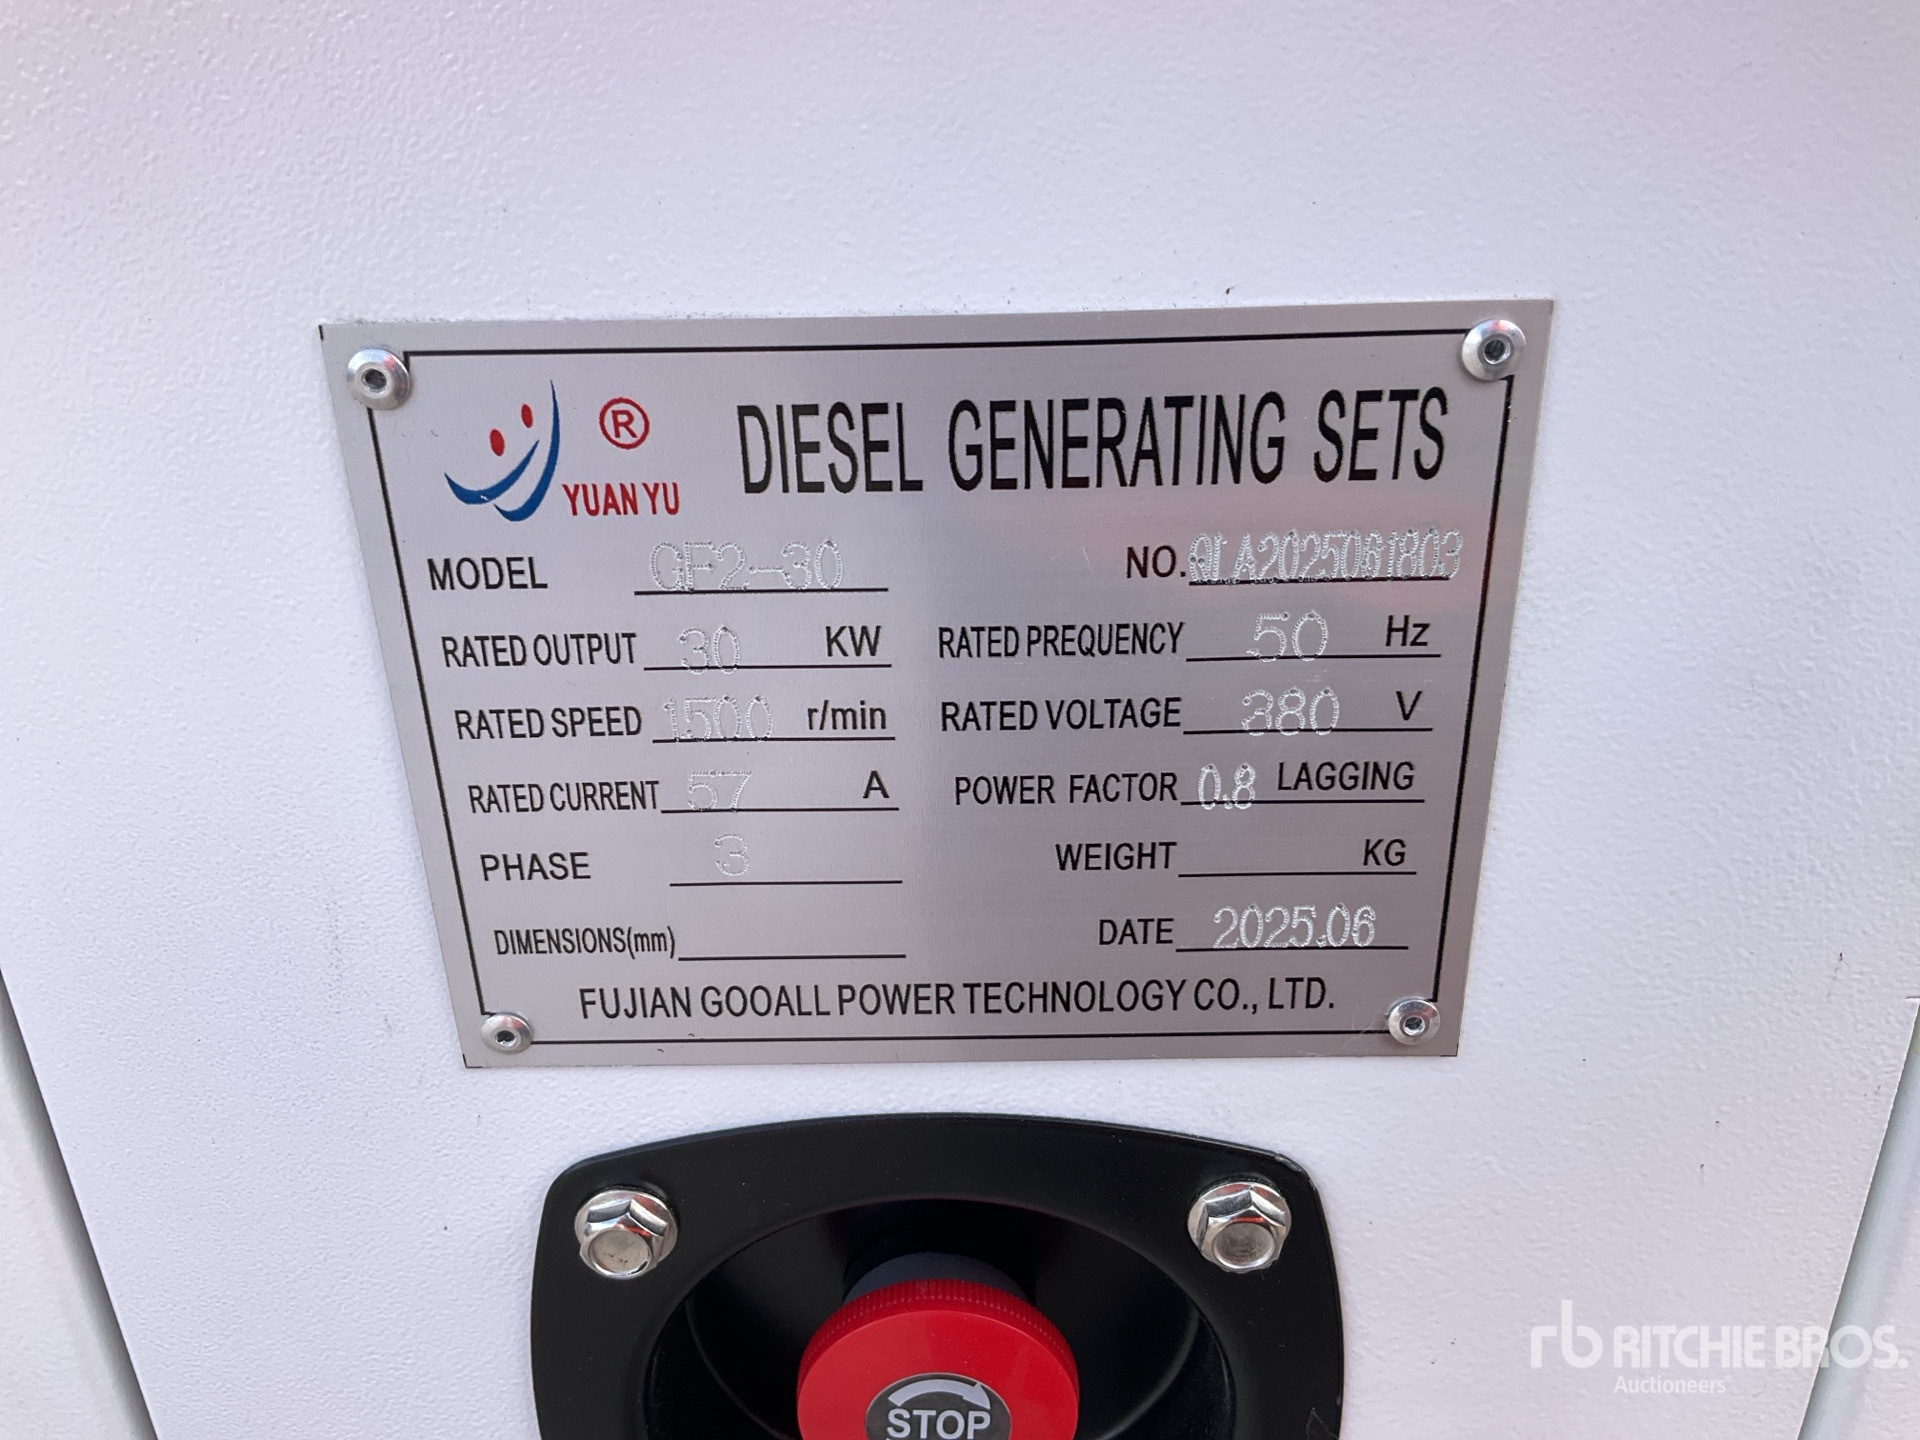 ® YUAN YU
DIESEL GENERATING SETS
MODEL GF2-30
NO. A2025061803
RATED OUTPUT 30 KW
RATED PREQUENCY 50 Hz
RATED SPEED 1500 r/min
RATED VOLTAGE 380 V
RATED CURRENT 57 A
POWER FACTOR 0.8 LAGGING
PHASE 3
WEIGHT KG
DIMENSIONS(mm)
DATE 2025.06
FUJIAN GOOALL POWER TECHNOLOGY CO., LTD.
STOP
rb RITCHIE BROS.
Auctioneers